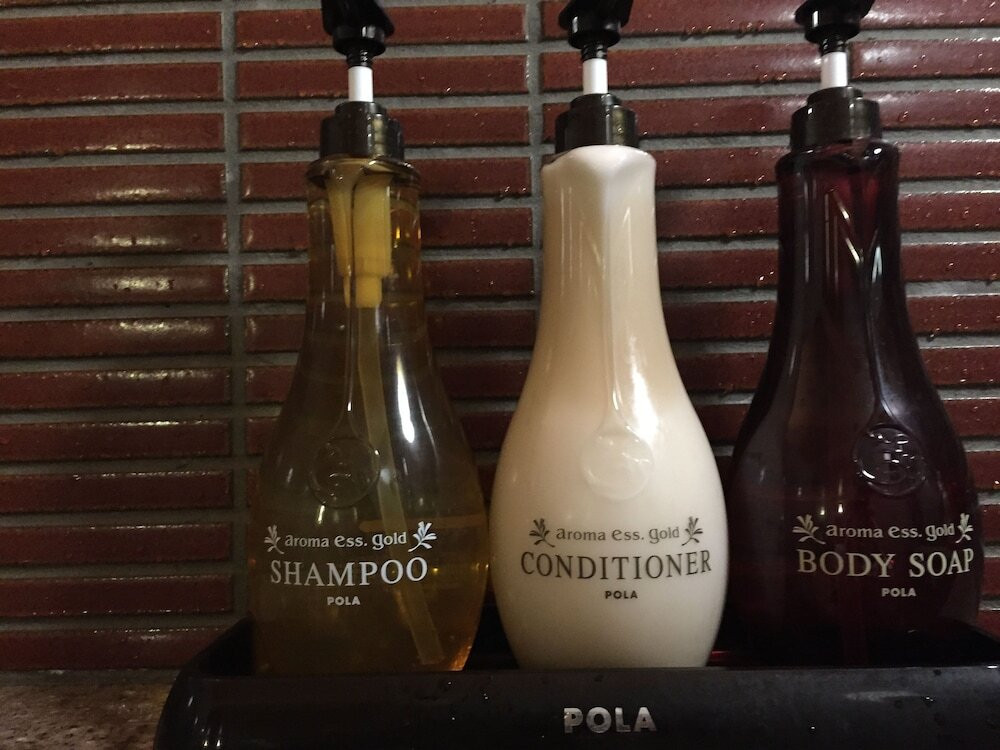 aroma ess. gold
SHAMPOO
POLA
aroma ess. gold
CONDITIONER
POLA
aroma ess. gold
BODY SOAP
POLA
POLA